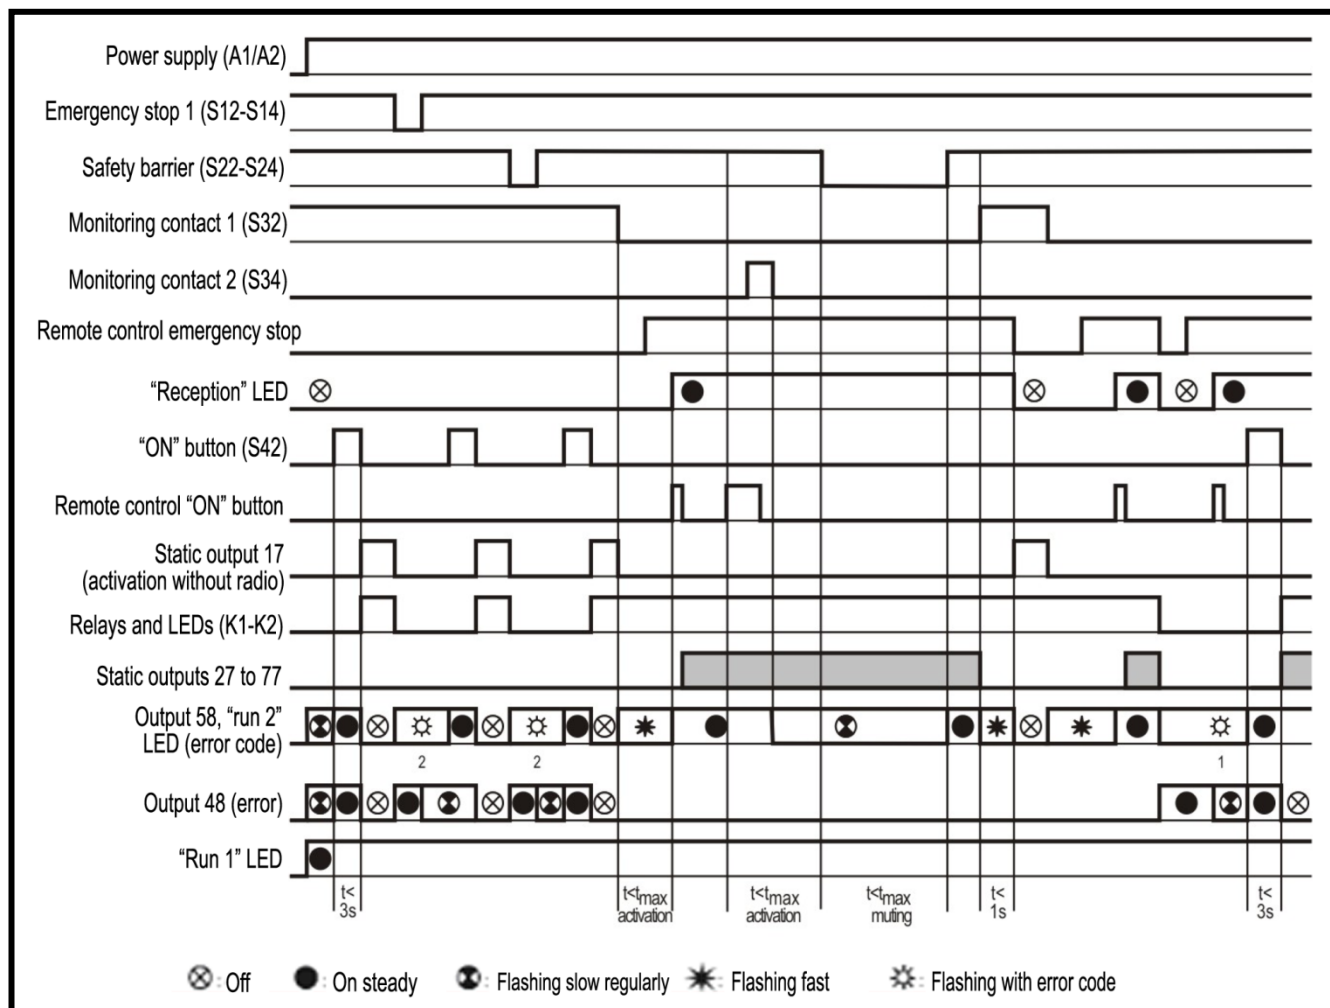 Power supply (A1/A2)
Emergency stop 1 (S12-S14)
Safety barrier (S22-S24)
Monitoring contact 1 (S32)
Monitoring contact 2 (S34)
Remote control emergency stop
“Reception” LED
“ON” button (S42)
Remote control “ON” button
Static output 17
(activation without radio)
Relays and LEDs (K1-K2)
Static outputs 27 to 77
Output 58, “run 2”
LED (error code)
2 2 1
Output 48 (error)
“Run 1” LED
t<
3s
t<tmax
activation
t<tmax
activation
t<tmax
muting
t<
1s
t<
3s
: Off : On steady : Flashing slow regularly : Flashing fast : Flashing with error code